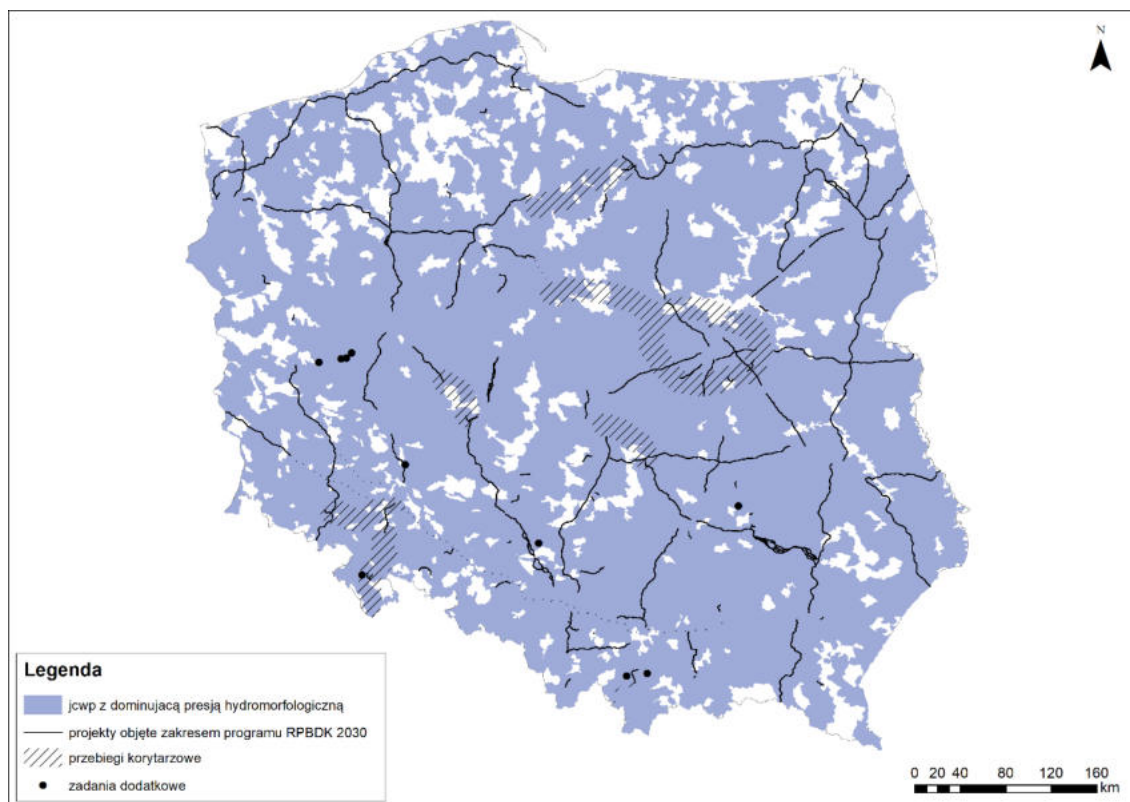 N
Legenda
jcwp z dominujacą presją hydromorfologiczną
projekty objęte zakresem programu RPBDK 2030
przebiegi korytarzowe
zadania dodatkowe
0 20 40 80 120 160
km